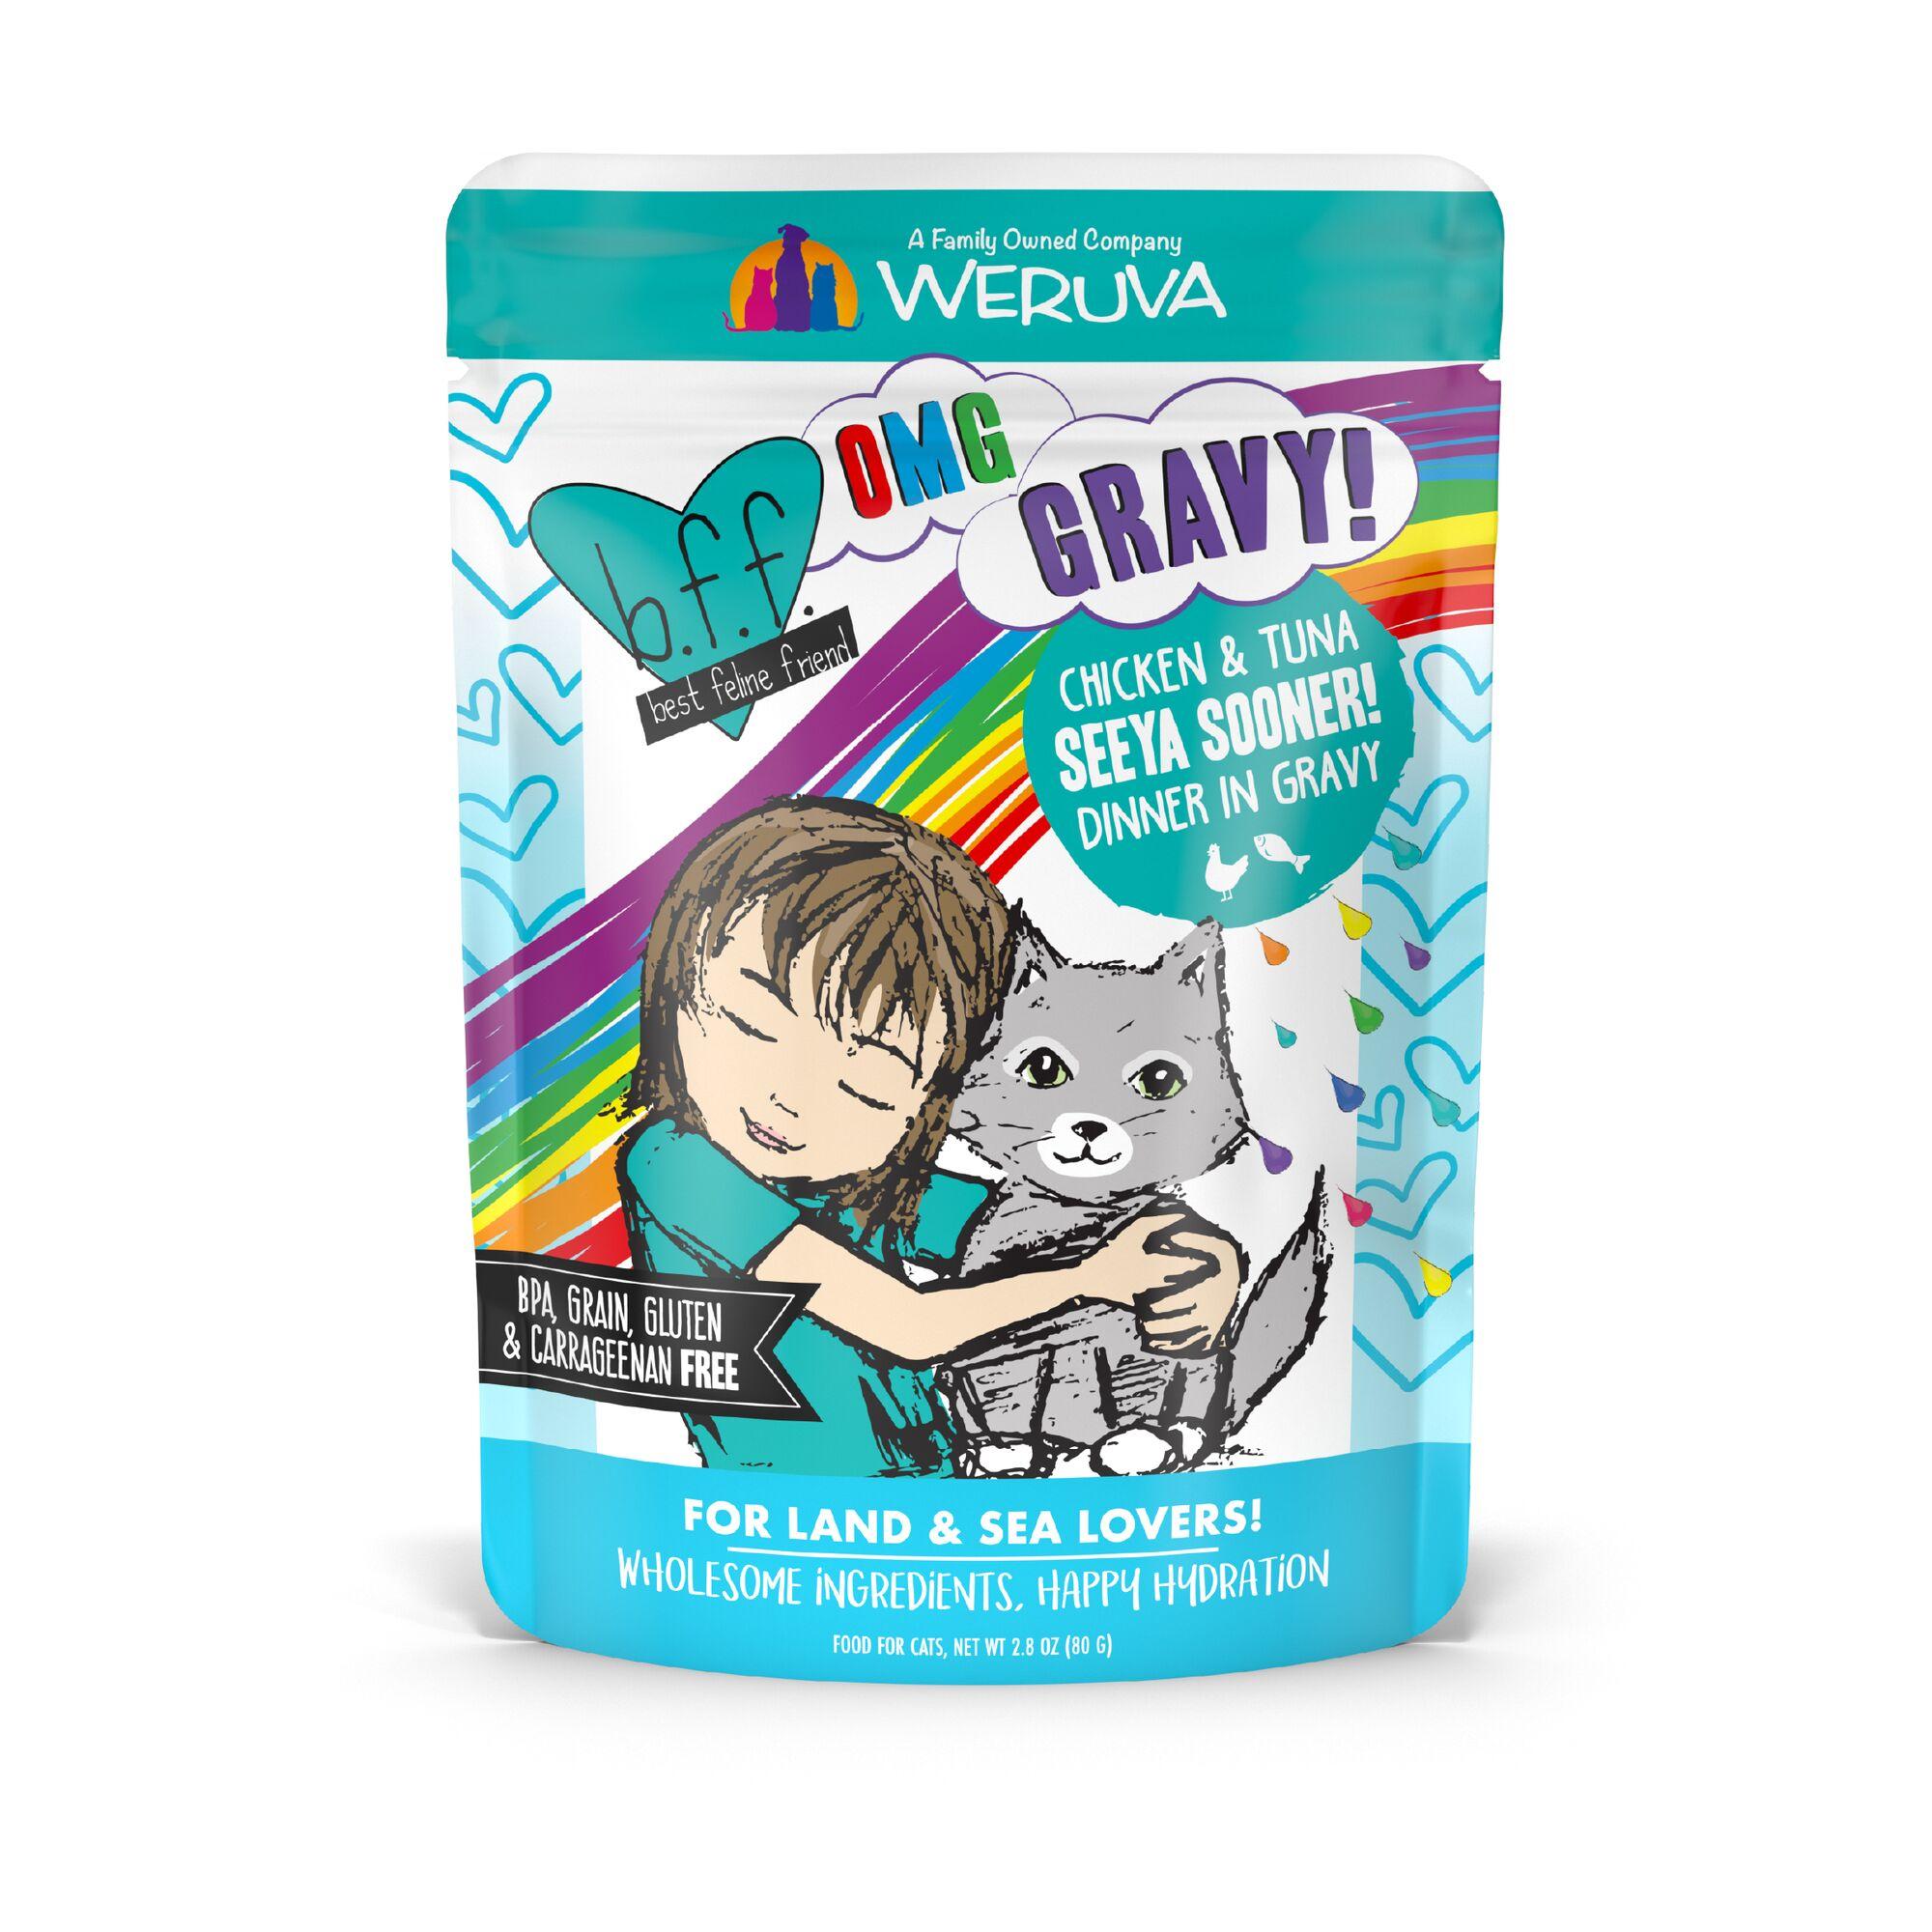 A Family Owned Company
WERUVA
OMG
GRAVY!
b.f.f.
best feline friend
CHICKEN & TUNA
SEEYA SOONER!
DINNER IN GRAVY
BPA, GRAIN, GLUTEN
& CARRAGEENAN FREE
FOR LAND & SEA LOVERS!
WHOLESOME iNGREDiENTS, HAPPY HYDRATiON
FOOD FOR CATS, NET WT 2.8 OZ (80 G)